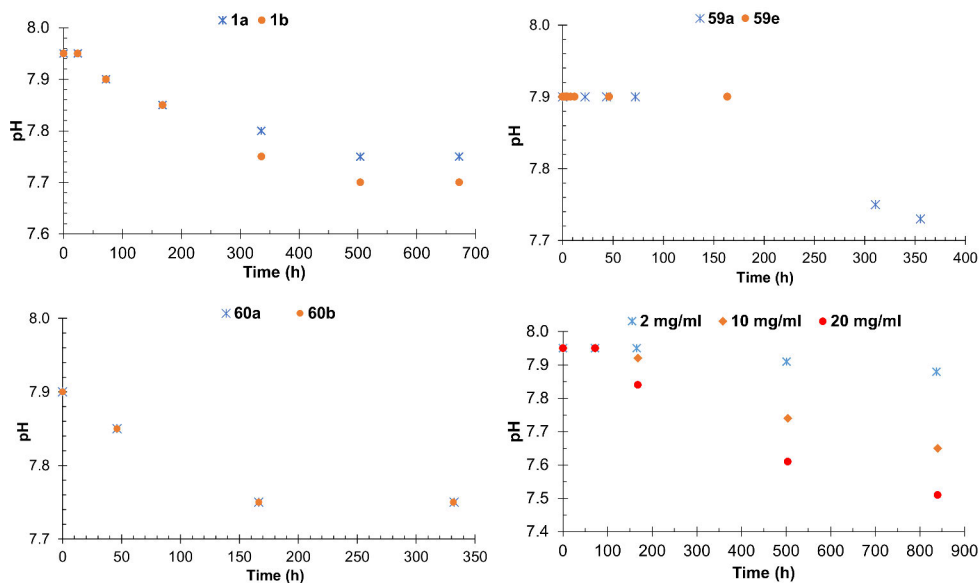 1a 1b
8.0
7.9
7.8
7.7
7.6
pH
0 100 200 300 400 500 600 700
Time (h)
59a 59e
8.0
7.9
7.8
7.7
pH
0 50 100 150 200 250 300 350 400
Time (h)
60a 60b
8.0
7.9
7.8
7.7
pH
0 50 100 150 200 250 300 350
Time (h)
2 mg/ml 10 mg/ml 20 mg/ml
8.0
7.9
7.8
7.7
7.6
7.5
7.4
pH
0 100 200 300 400 500 600 700 800 900
Time (h)